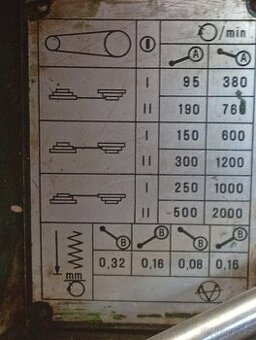 I /min
A A
I 95 380
II 190 760
I 150 600
II 300 1200
I 250 1000
II 500 2000
B B B B
mm 0,32 0,16 0,08 0,16